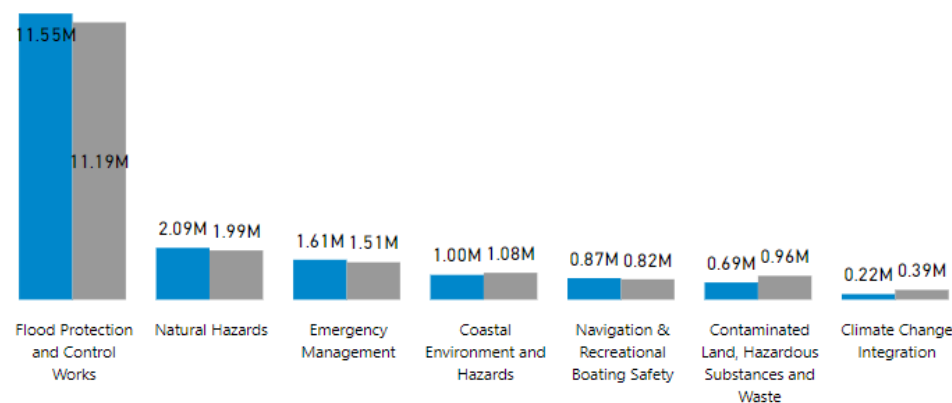 11.55M
11.19M
2.09M 1.99M
1.61M 1.51M
1.00M 1.08M
0.87M 0.82M
0.69M 0.96M
0.22M 0.39M
Flood Protection
and Control
Works
Natural Hazards
Emergency
Management
Coastal
Environment and
Hazards
Navigation &
Recreational
Boating Safety
Contaminated
Land, Hazardous
Substances and
Waste
Climate Change
Integration